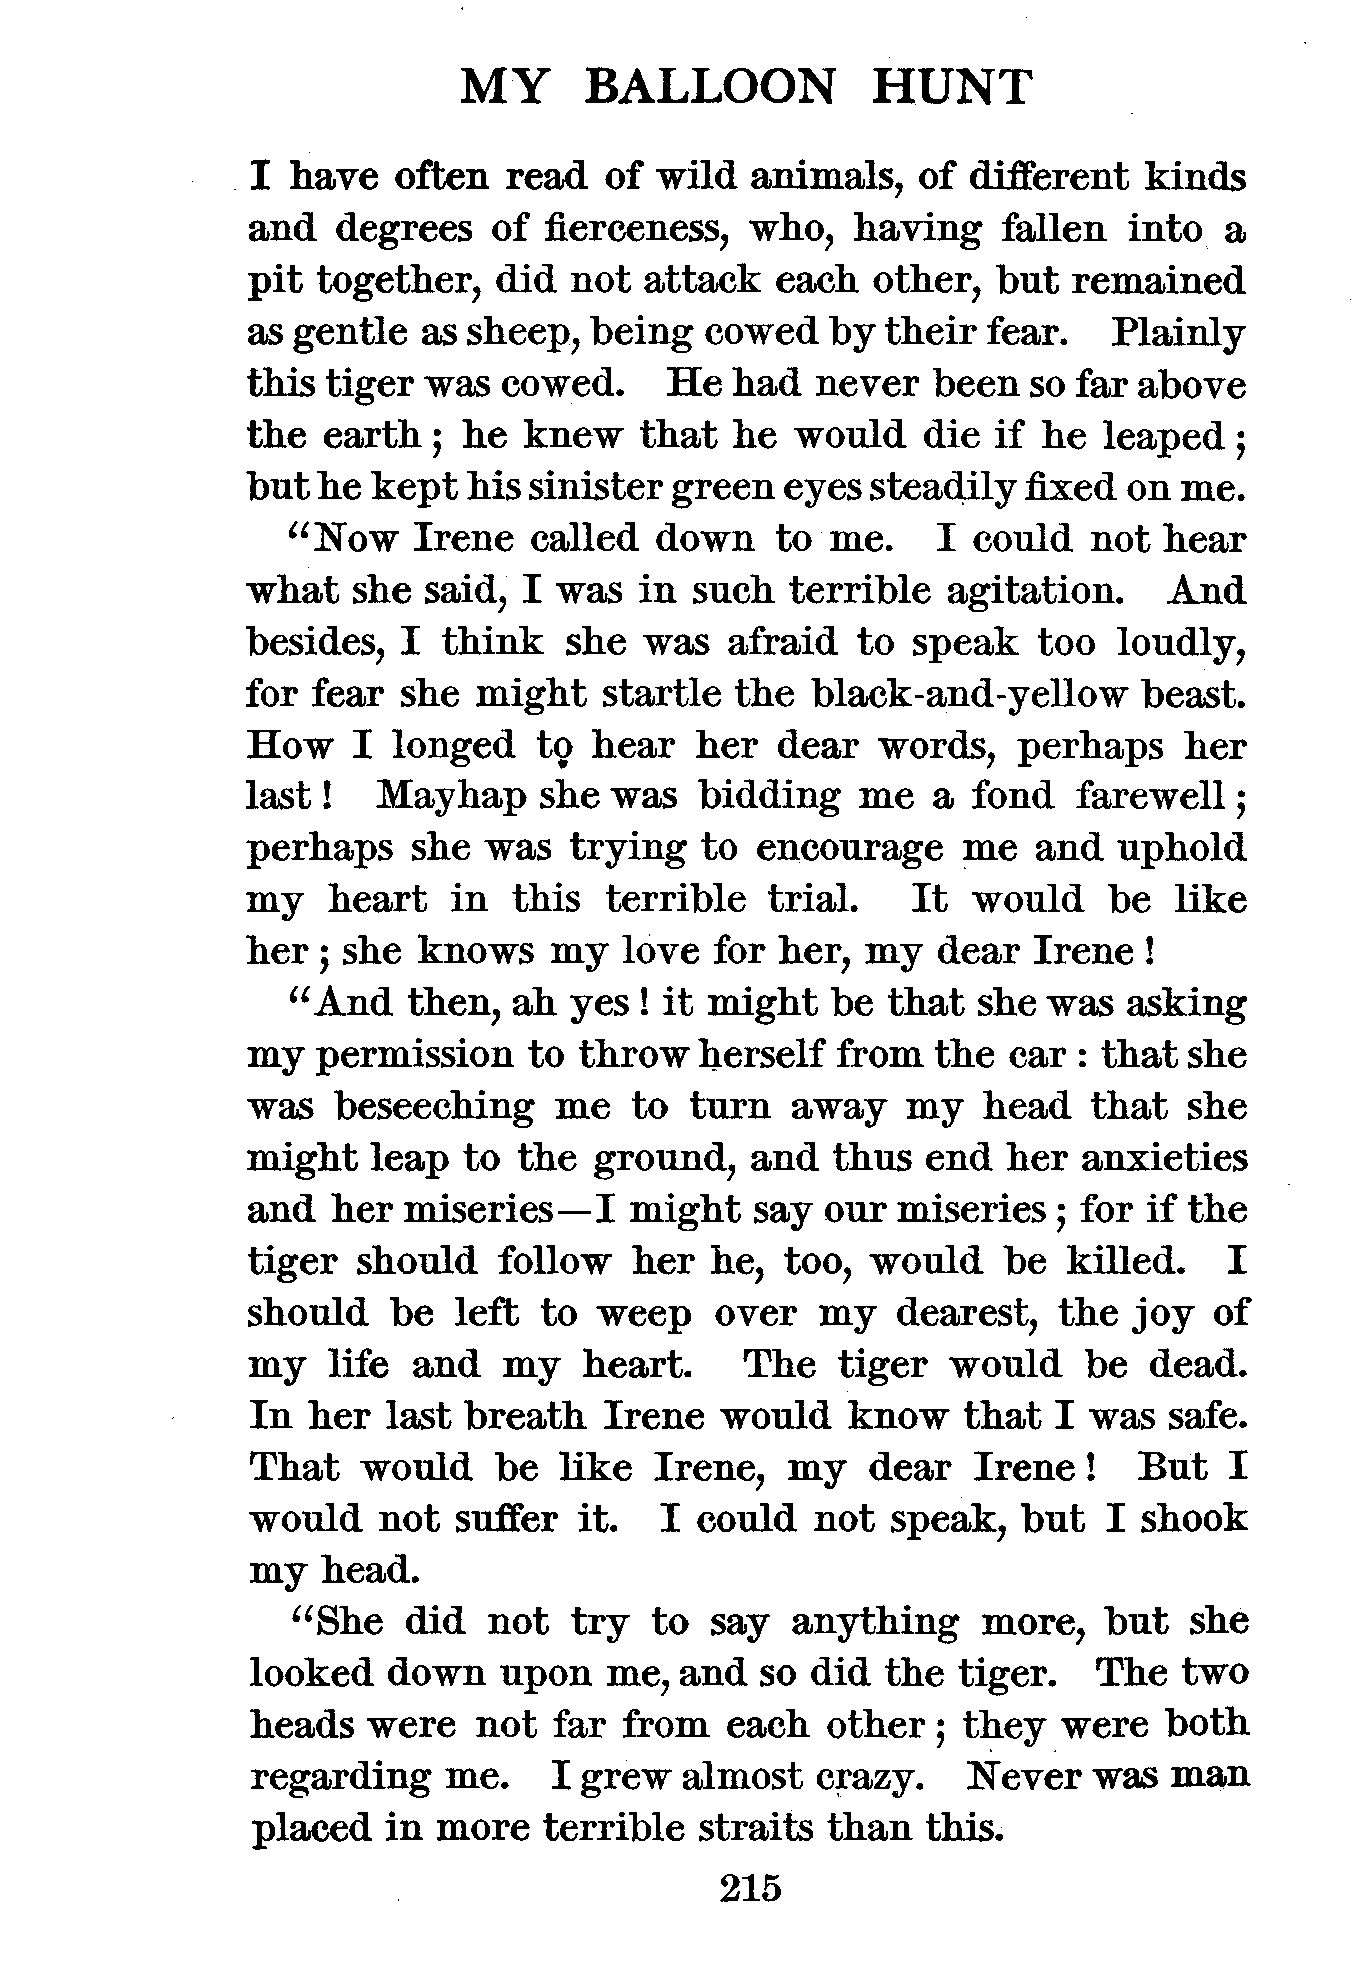 MY BALLOON HUNT
I have often read of wild animals, of different kinds
and degrees of fierceness, who, having fallen into a
pit together, did not attack each other, but remained
as gentle as sheep, being cowed by their fear. Plainly
this tiger was cowed. He had never been so far above
the earth; he knew that he would die if he leaped;
but he kept his sinister green eyes steadily fixed on me.
"Now Irene called down to me. I could not hear
what she said, I was in such terrible agitation. And
besides, I think she was afraid to speak too loudly,
for fear she might startle the black-and-yellow beast.
How I longed to hear her dear words, perhaps her
last! Mayhap she was bidding me a fond farewell;
perhaps she was trying to encourage me and uphold
my heart in this terrible trial. It would be like
her; she knows my love for her, my dear Irene!
"And then, ah yes! it might be that she was asking
my permission to throw herself from the car: that she
was beseeching me to turn away my head that she
might leap to the ground, and thus end her anxieties
and her miseries—I might say our miseries; for if the
tiger should follow her he, too, would be killed. I
should be left to weep over my dearest, the joy of
my life and my heart. The tiger would be dead.
In her last breath Irene would know that I was safe.
That would be like Irene, my dear Irene! But I
would not suffer it. I could not speak, but I shook
my head.
"She did not try to say anything more, but she
looked down upon me, and so did the tiger. The two
heads were not far from each other; they were both
regarding me. I grew almost crazy. Never was man
placed in more terrible straits than this.
215